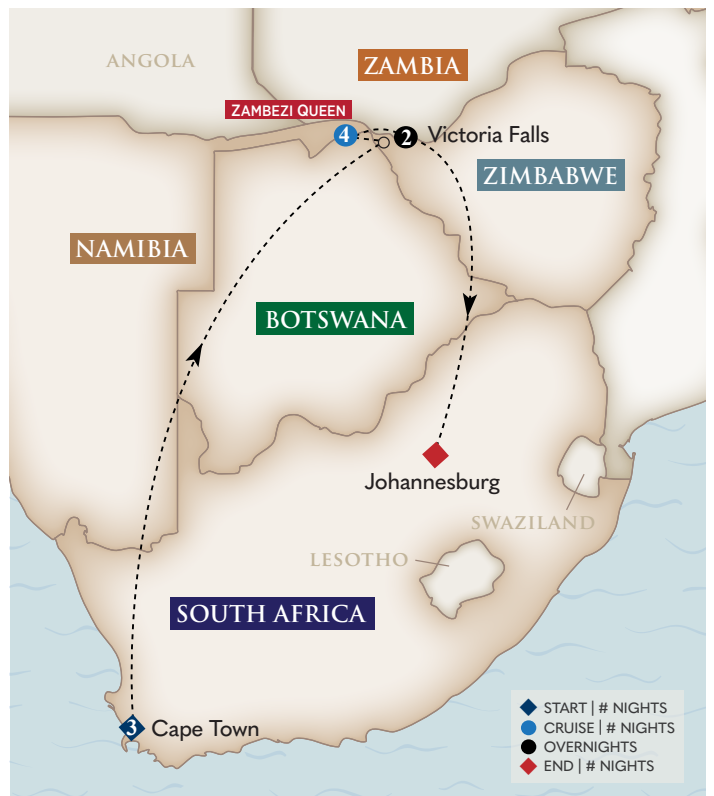 ANGOLA
ZAMBIA
ZAMBEZI QUEEN
4
2
Victoria Falls
ZIMBABWE
NAMIBIA
BOTSWANA
Johannesburg
SWAZILAND
LESOTHO
SOUTH AFRICA
3
Cape Town
START | # NIGHTS
CRUISE | # NIGHTS
OVERNIGHTS
END | # NIGHTS